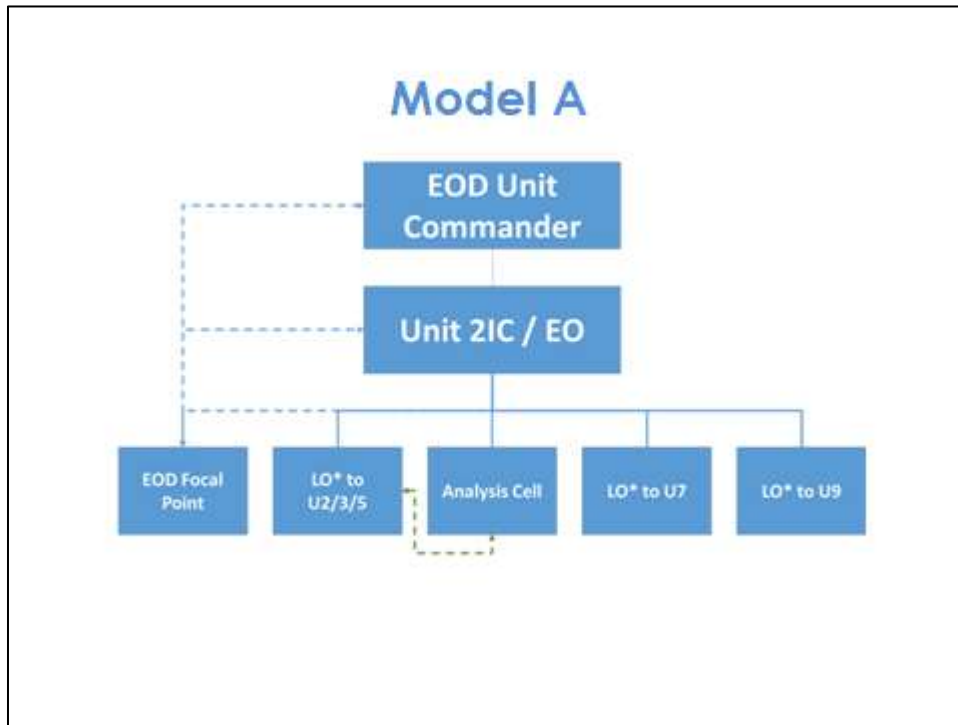 Model A
EOD Unit
Commander
Unit 2IC / EO
EOD Focal
Point
LO* to
U2/3/5
Analysis Cell
LO* to U7
LO* to U9